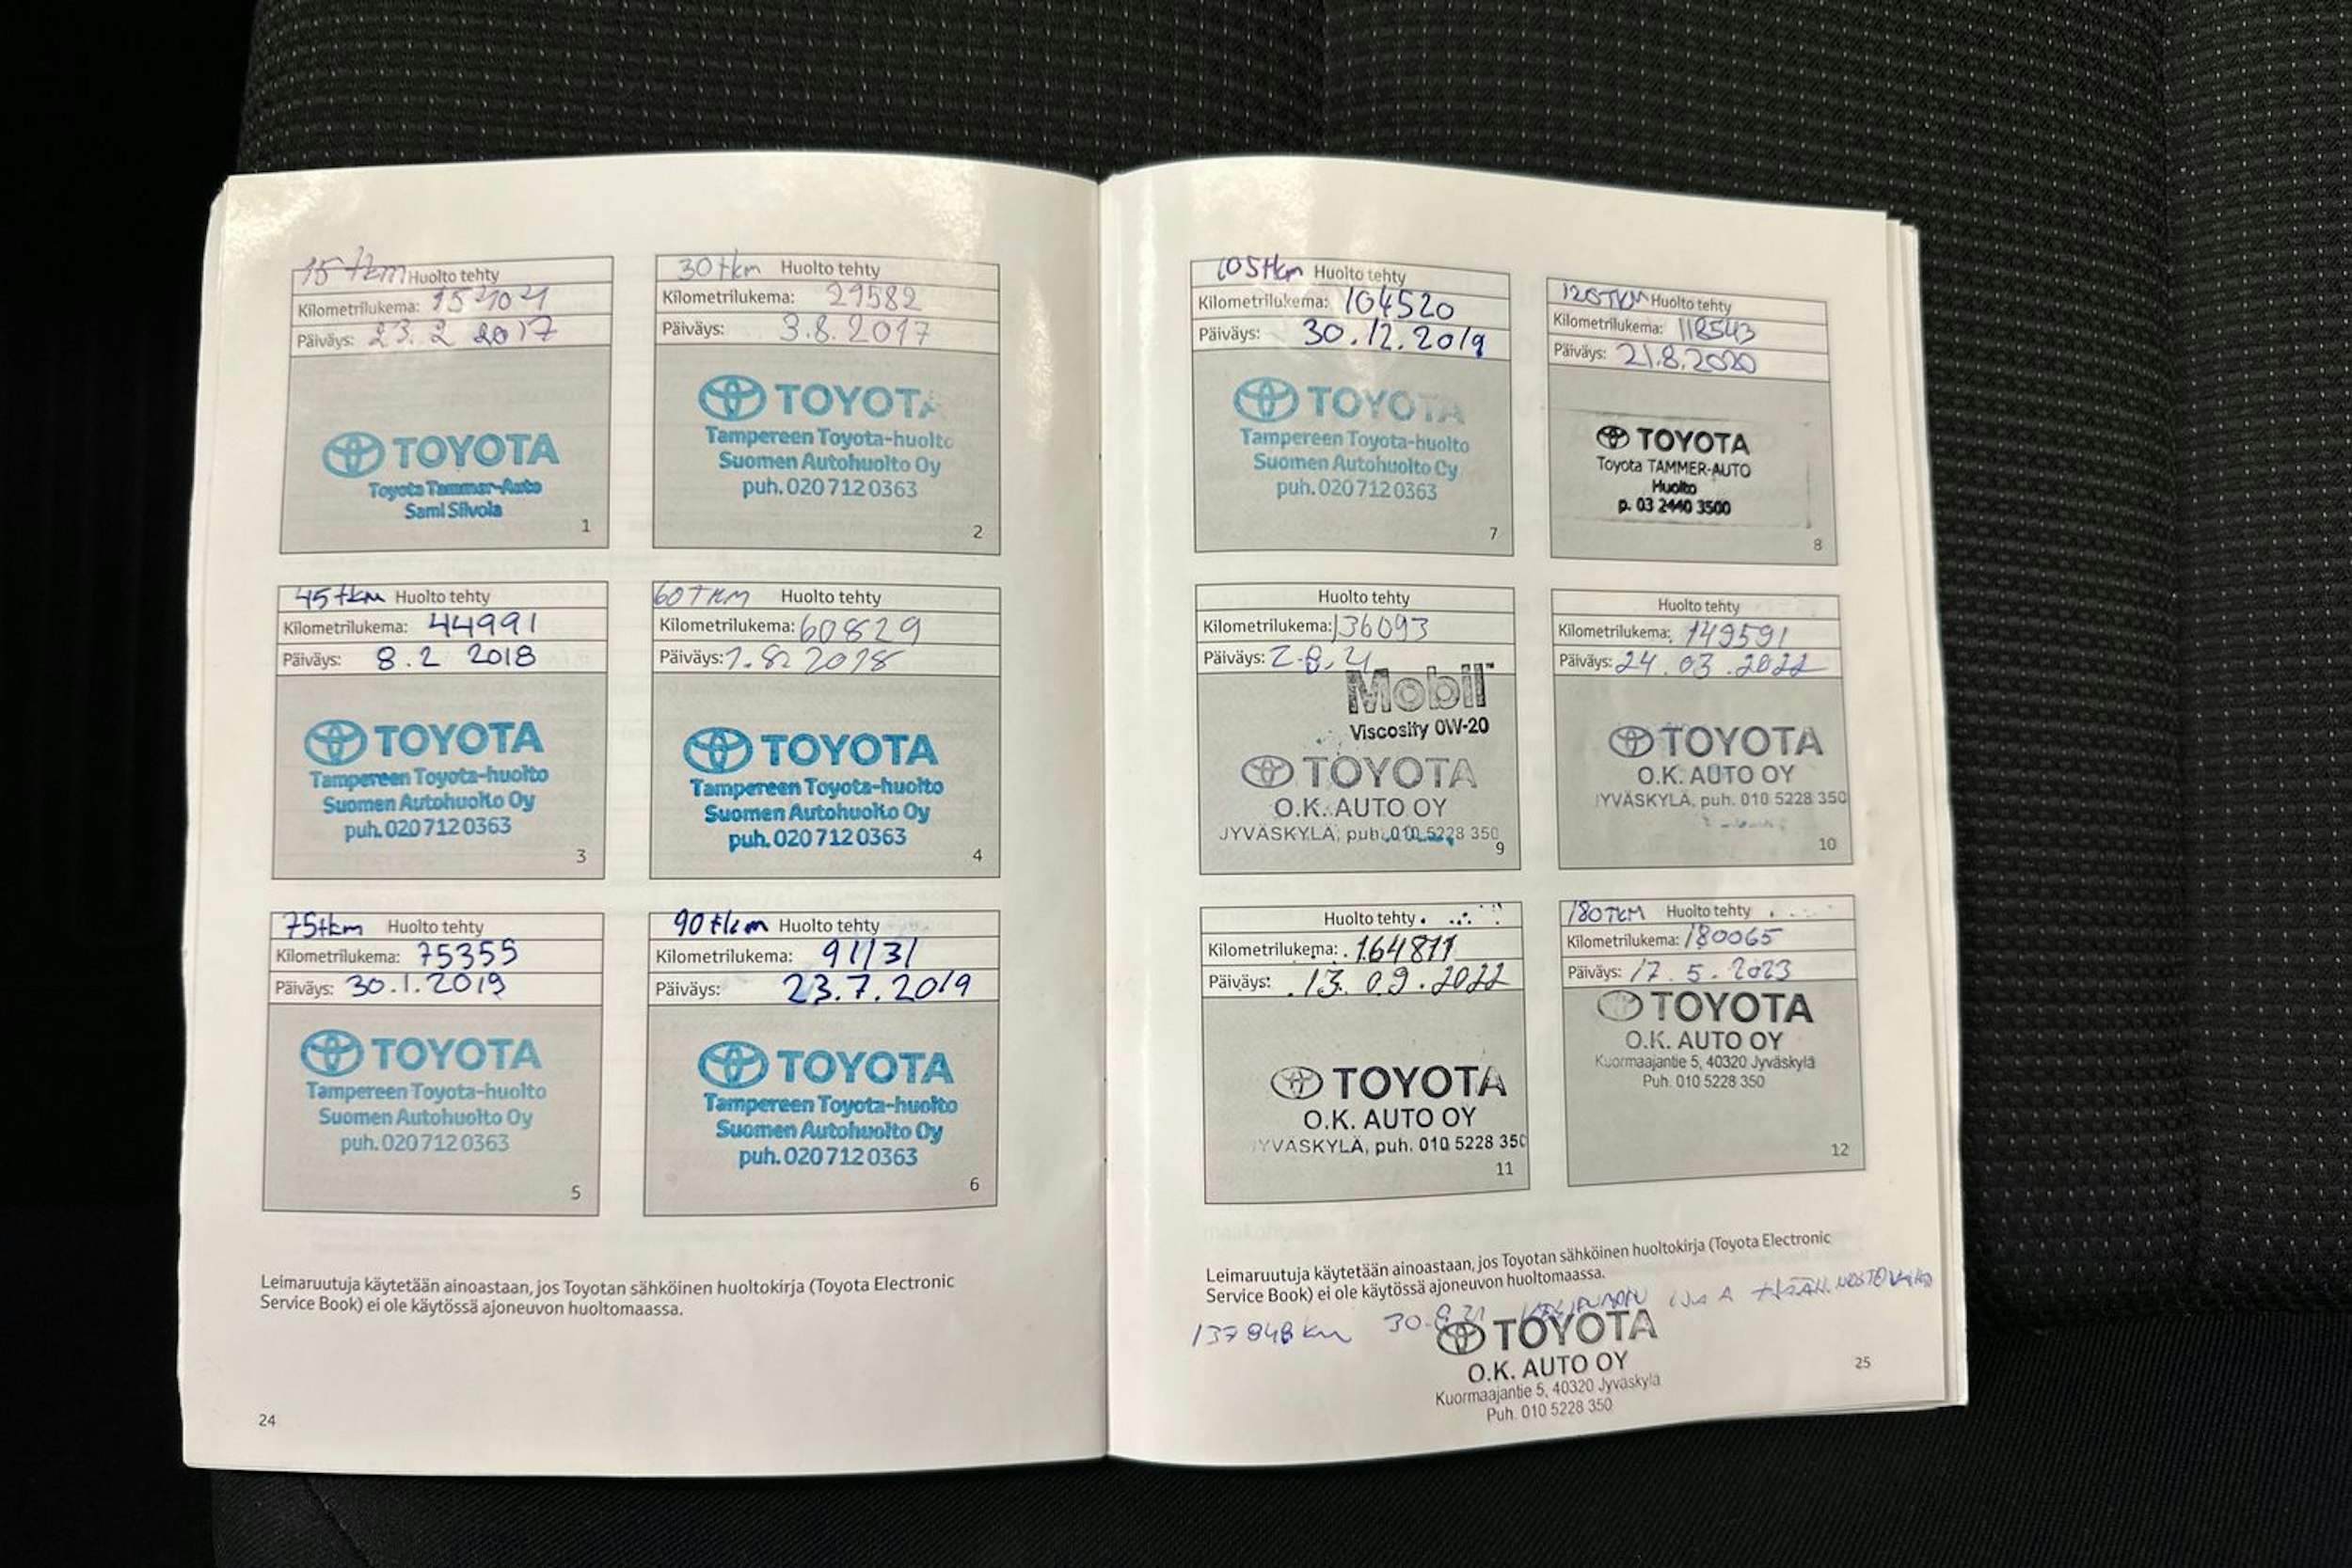 15 tkm Huolto tehty
Kilometrilukema: 15404
Päiväys: 23.2 2017
TOYOTA
Toyota Tammer-Auto
Sami Silvola
1
30 tkm Huolto tehty
Kilometrilukema: 29582
Päiväys: 3.8.2017
TOYOTA
Tampereen Toyota-huolto
Suomen Autohuolto Oy
puh. 020 712 0363
2
45 tkm Huolto tehty
Kilometrilukema: 44991
Päiväys: 8.2 2018
TOYOTA
Tampereen Toyota-huolto
Suomen Autohuolto Oy
puh. 020 712 0363
3
60 TKM Huolto tehty
Kilometrilukema: 60829
Päiväys: 7.8.2018
TOYOTA
Tampereen Toyota-huolto
Suomen Autohuolto Oy
puh. 020 712 0363
4
75 tkm Huolto tehty
Kilometrilukema: 75355
Päiväys: 30.1.2019
TOYOTA
Tampereen Toyota-huolto
Suomen Autohuolto Oy
puh. 020 712 0363
5
90 tkm Huolto tehty
Kilometrilukema: 91131
Päiväys: 23.7.2019
TOYOTA
Tampereen Toyota-huolto
Suomen Autohuolto Oy
puh. 020 712 0363
6
Leimaruutuja käytetään ainoastaan, jos Toyotan sähköinen huoltokirja (Toyota Electronic
Service Book) ei ole käytössä ajoneuvon huoltomaassa.
24
105 tkm Huolto tehty
Kilometrilukema: 104520
Päiväys: 30.12.2019
TOYOTA
Tampereen Toyota-huolto
Suomen Autohuolto Oy
puh. 020 712 0363
7
120TKM Huolto tehty
Kilometrilukema: 118543
Päiväys: 21.8.2020
TOYOTA
Toyota TAMMER-AUTO
Huolto
p. 03 2440 3500
8
Huolto tehty
Kilometrilukema: 136093
Päiväys: 2.8.21
Mobil
Viscosity 0W-20
TOYOTA
O.K. AUTO OY
JYVÄSKYLÄ, puh. 010 5228 350
9
Huolto tehty
Kilometrilukema: 149591
Päiväys: 24.03.2022
TOYOTA
O.K. AUTO OY
JYVÄSKYLÄ, puh. 010 5228 350
10
Huolto tehty
Kilometrilukema: 164811
Päiväys: 13.09.2022
TOYOTA
O.K. AUTO OY
JYVÄSKYLÄ, puh. 010 5228 350
11
180 TKM Huolto tehty
Kilometrilukema: 180065
Päiväys: 17.5.2023
TOYOTA
O.K. AUTO OY
Kuormaajantie 5, 40320 Jyväskylä
Puh. 010 5228 350
12
Leimaruutuja käytetään ainoastaan, jos Toyotan sähköinen huoltokirja (Toyota Electronic
Service Book) ei ole käytössä ajoneuvon huoltomaassa.
137848 km
TOYOTA
O.K. AUTO OY
Kuormaajantie 5, 40320 Jyväskylä
Puh. 010 5228 350
25